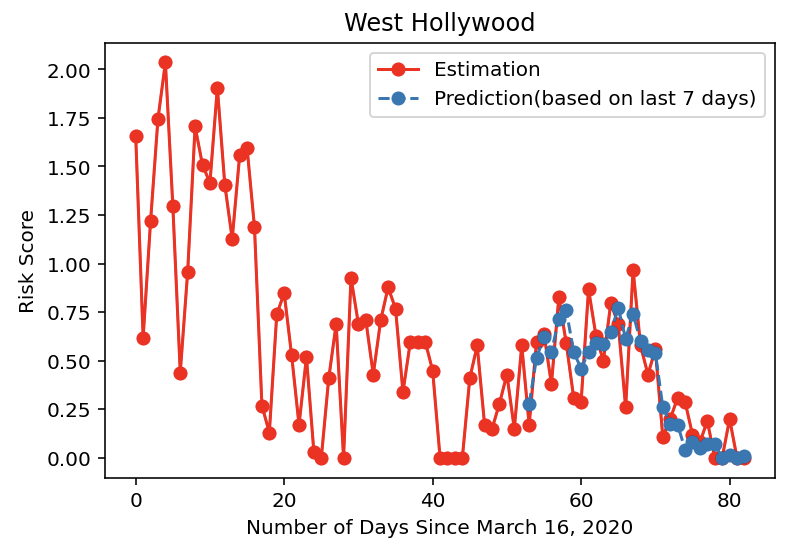 West Hollywood
Estimation
Prediction(based on last 7 days)
Risk Score
2.00
1.75
1.50
1.25
1.00
0.75
0.50
0.25
0.00
0 20 40 60 80
Number of Days Since March 16, 2020